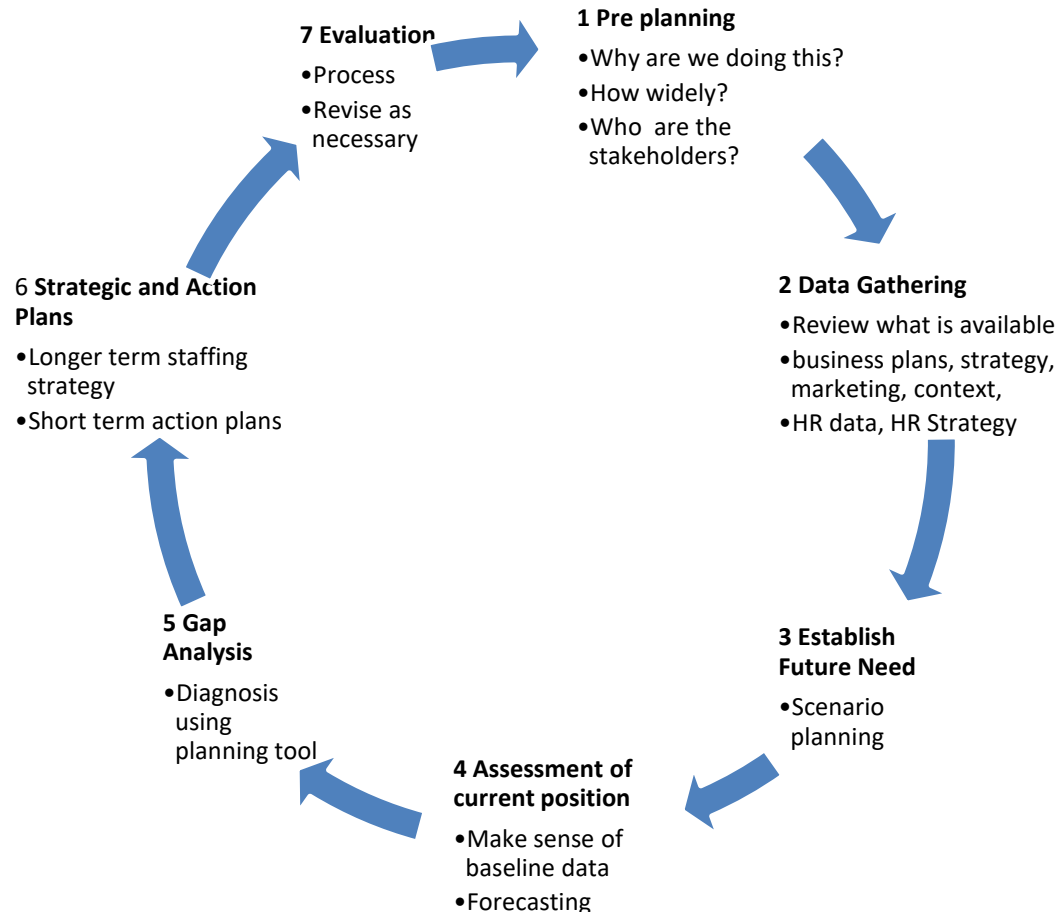 1 Pre planning
•Why are we doing this?
•How widely?
•Who are the
stakeholders?
2 Data Gathering
•Review what is available
•business plans, strategy,
marketing, context,
•HR data, HR Strategy
3 Establish
Future Need
•Scenario
planning
4 Assessment of
current position
•Make sense of
baseline data
•Forecasting
5 Gap
Analysis
•Diagnosis
using
planning tool
6 Strategic and Action
Plans
•Longer term staffing
strategy
•Short term action plans
7 Evaluation
•Process
•Revise as
necessary